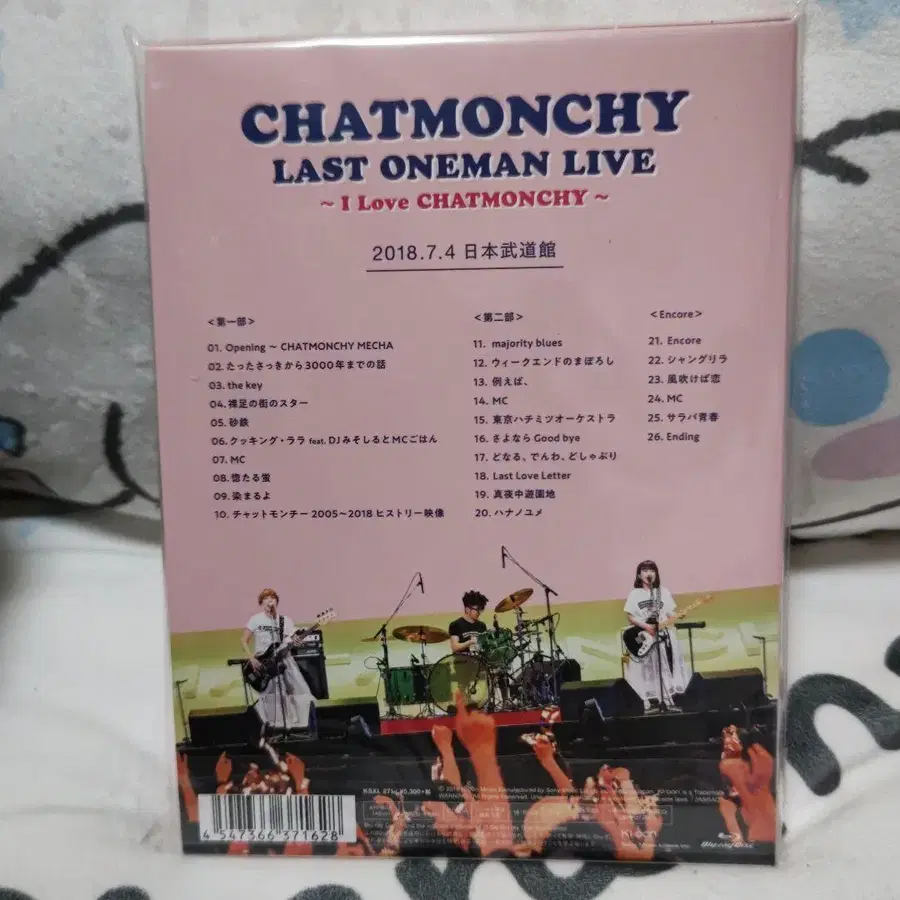 CHATMONCHY
LAST ONEMAN LIVE
~ I Love CHATMONCHY ~
2018.7.4 日本武道館
<第一部>
01. Opening ~ CHATMONCHY MECHA
02. たったさっきから3000年までの話
03. the key
04. 裸足の街のスター
05. 砂鉄
06. クッキング・ララ feat. DJみそしるとMCごはん
07. MC
08. 惚たる蛍
09. 染まるよ
10. チャットモンチー 2005~2018 ヒストリー映像
<第二部>
11. majority blues
12. ウィークエンドのまぼろし
13. 例えば、
14. MC
15. 東京ハチミツオーケストラ
16. さよなら Good bye
17. どなる、でんわ、どしゃぶり
18. Last Love Letter
19. 真夜中遊園地
20. ハナノユメ
<Encore>
21. Encore
22. シャングリラ
23. 風吹けば恋
24. MC
25. サラバ青春
26. Ending
4 547366 371628
Ki/oon
Blu-ray Disc